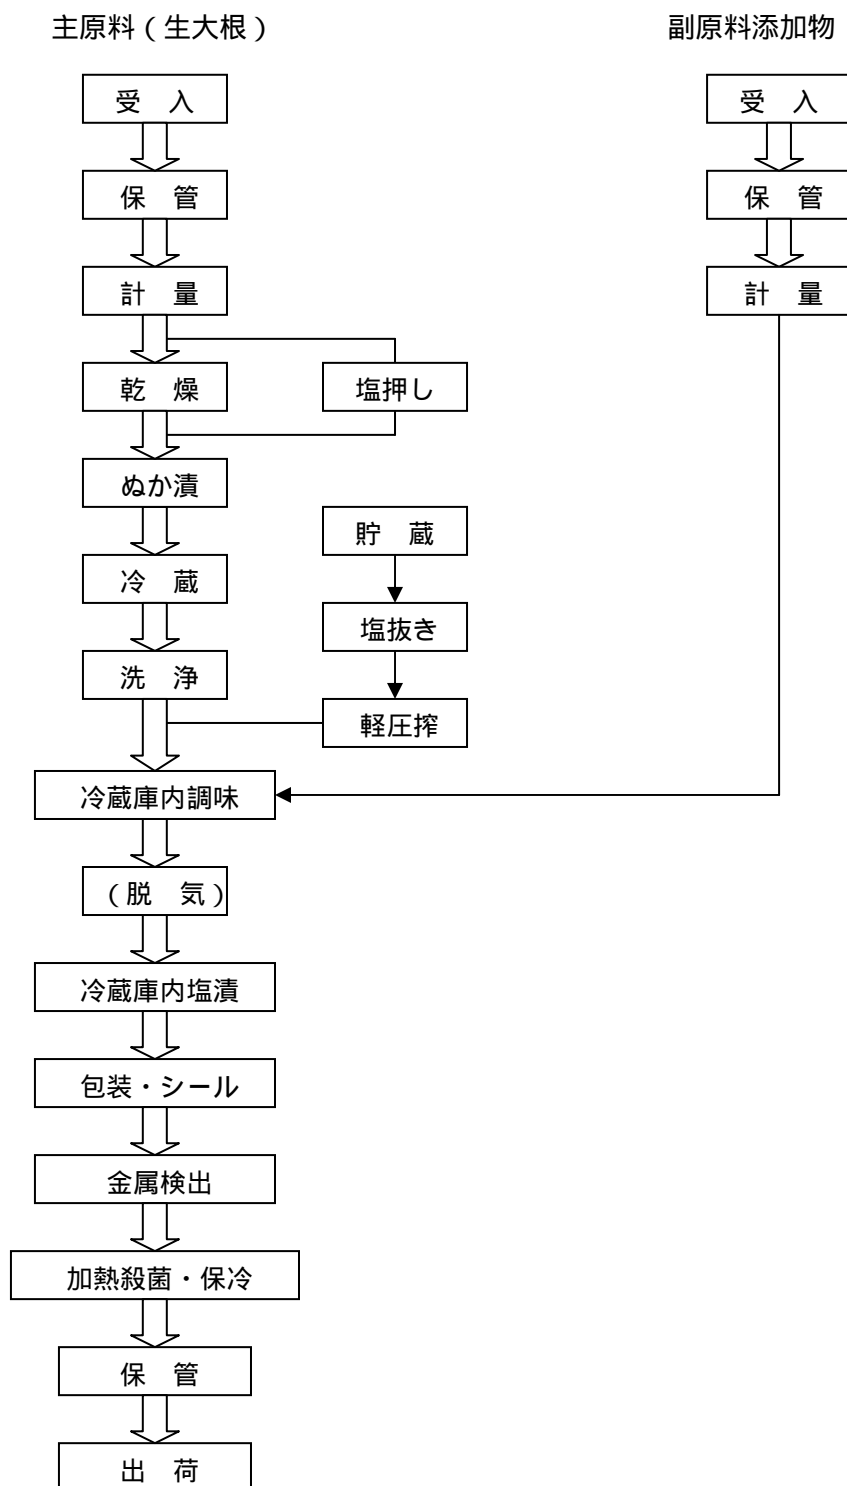 主原料（生大根）
副原料添加物
受　入
受　入
保　管
保　管
計　量
計　量
乾　燥
塩押し
ぬか漬
貯　蔵
冷　蔵
塩抜き
洗　浄
軽圧搾
冷蔵庫内調味
（脱　気）
冷蔵庫内塩漬
包装・シール
金属検出
加熱殺菌・保冷
保　管
出　荷